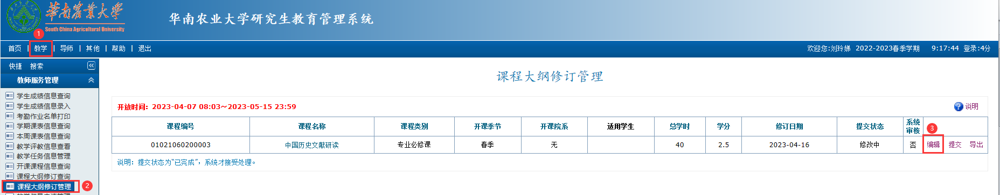 華南農業大學
South China Agricultural University
华南农业大学研究生教育管理系统
1
首页 | 教学 | 导师 | 其他 | 帮助 | 退出
欢迎您:刘玲娣 2022-2023春季学期 9:17:44 登录:4分
快捷 搜索
教师服务管理
学生成绩信息查询
学生成绩信息录入
考勤作业名单打印
学期课表信息查询
本周课表信息查询
教学评教信息查看
教学任务信息管理
开课课程信息查询
课程大纲修订查询
课程大纲修订管理
2
课程大纲修订管理
开放时间：2023-04-07 08:03～2023-05-15 23:59
说明
课程编号 课程名称 课程类别 开课季节 开课院系 适用学生 总学时 学分 修订日期 提交状态 系统审核
3
01021060200003 中国历史文献研读 专业必修课 春季 无 40 2.5 2023-04-16 修改中 否 编辑 提交 导出
说明：提交状态为“已完成”，系统才接受处理。